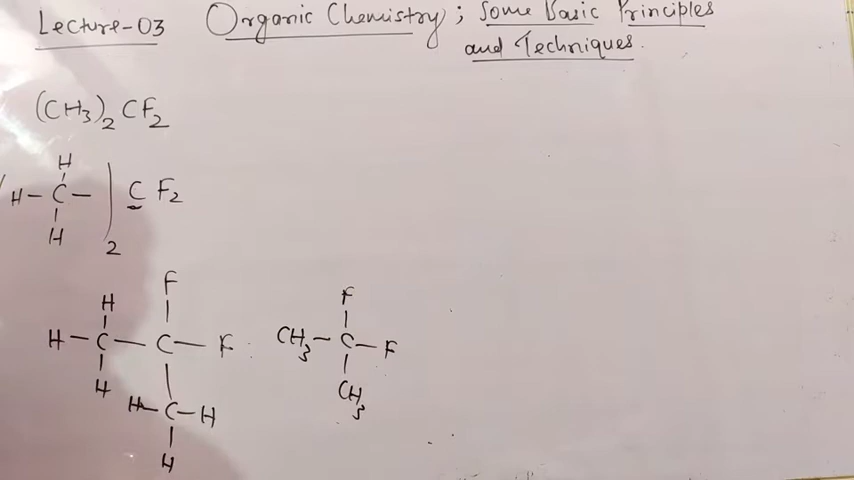 Lecture-03 Organic Chemistry; Some Basic Principles
and Techniques.
(CH3)2 CF2
H
H-C-)2 C F2
H
F
H
H-C-C-F
H
H-C-H
H
F
CH3-C-F
CH3